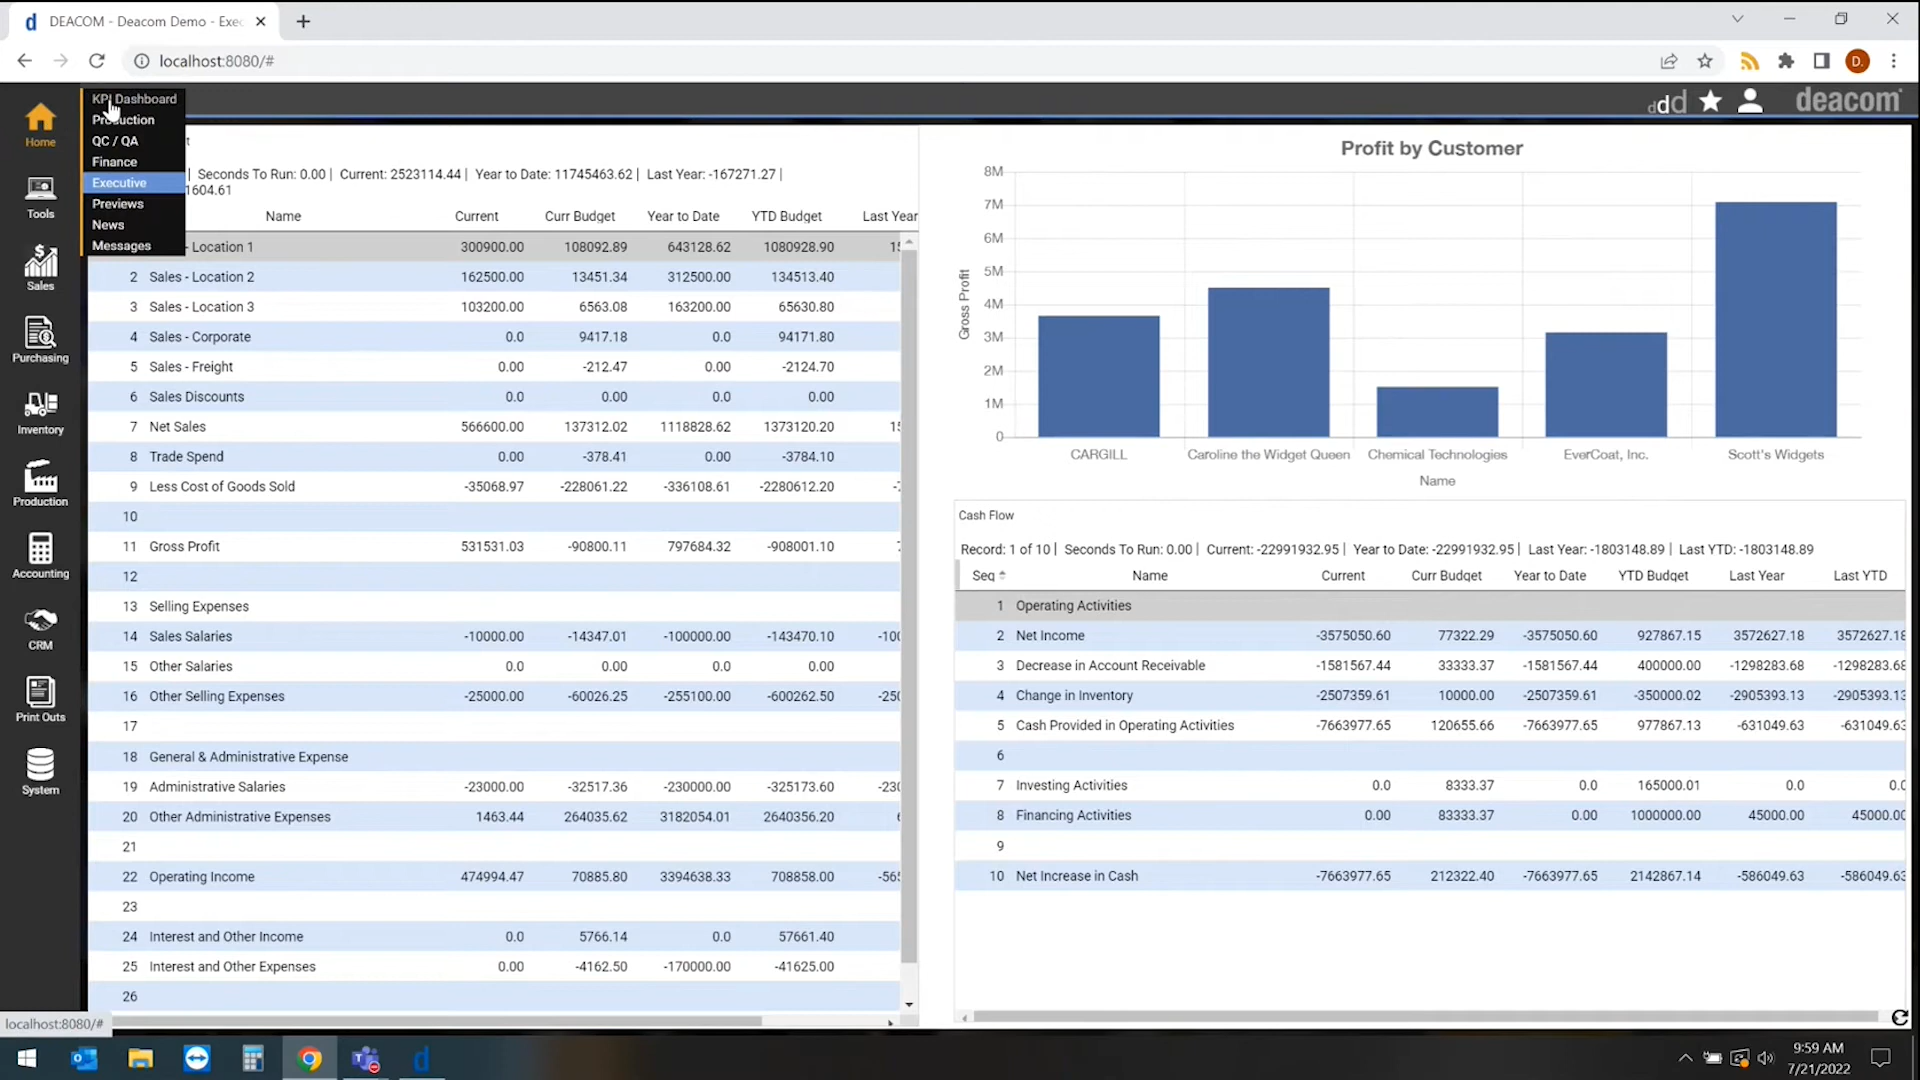 DEACOM - Deacom Demo - Exec
localhost:8080/#
D.
Home
Tools
Sales
Purchasing
Inventory
Production
Accounting
CRM
Print Outs
System
KPI Dashboard
Production
QC / QA
Finance
Executive
Previews
News
Messages
ddd
deacom
Seconds To Run: 0.00 | Current: 2523114.44 | Year to Date: 11745463.62 | Last Year: -167271.27 |
1604.61
Name Current Curr Budget Year to Date YTD Budget Last Year
- Location 1 300900.00 108092.89 643128.62 1080928.90
2 Sales - Location 2 162500.00 13451.34 312500.00 134513.40
3 Sales - Location 3 103200.00 6563.08 163200.00 65630.80
4 Sales - Corporate 0.0 9417.18 0.0 94171.80
5 Sales - Freight 0.00 -212.47 0.00 -2124.70
6 Sales Discounts 0.0 0.00 0.0 0.00
7 Net Sales 566600.00 137312.02 1118828.62 1373120.20
8 Trade Spend 0.00 -378.41 0.00 -3784.10
9 Less Cost of Goods Sold -35068.97 -228061.22 -336108.61 -2280612.20
10
11 Gross Profit 531531.03 -90800.11 797684.32 -908001.10
12
13 Selling Expenses
14 Sales Salaries -10000.00 -14347.01 -100000.00 -143470.10
15 Other Salaries 0.0 0.00 0.0 0.00
16 Other Selling Expenses -25000.00 -60026.25 -255100.00 -600262.50
17
18 General & Administrative Expense
19 Administrative Salaries -23000.00 -32517.36 -230000.00 -325173.60
20 Other Administrative Expenses 1463.44 264035.62 3182054.01 2640356.20
21
22 Operating Income 474994.47 70885.80 3394638.33 708858.00
23
24 Interest and Other Income 0.0 5766.14 0.0 57661.40
25 Interest and Other Expenses 0.00 -4162.50 -170000.00 -41625.00
26
Profit by Customer
8M
7M
6M
5M
4M
3M
2M
1M
0
Gross Profit
CARGILL Caroline the Widget Queen Chemical Technologies EverCoat, Inc. Scott's Widgets
Name
Cash Flow
Record: 1 of 10 | Seconds To Run: 0.00 | Current: -22991932.95 | Year to Date: -22991932.95 | Last Year: -1803148.89 | Last YTD: -1803148.89
Seq Name Current Curr Budget Year to Date YTD Budget Last Year Last YTD
1 Operating Activities
2 Net Income -3575050.60 77322.29 -3575050.60 927867.15 3572627.18 3572627.18
3 Decrease in Account Receivable -1581567.44 33333.37 -1581567.44 400000.00 -1298283.68 -1298283.68
4 Change in Inventory -2507359.61 10000.00 -2507359.61 -350000.02 -2905393.13 -2905393.13
5 Cash Provided in Operating Activities -7663977.65 120655.66 -7663977.65 977867.13 -631049.63 -631049.63
6
7 Investing Activities 0.0 8333.37 0.0 165000.01 0.0 0.0
8 Financing Activities 0.00 83333.37 0.00 1000000.00 45000.00 45000.00
9
10 Net Increase in Cash -7663977.65 212322.40 -7663977.65 2142867.14 -586049.63 -586049.63
localhost:8080/#
9:59 AM
7/21/2022